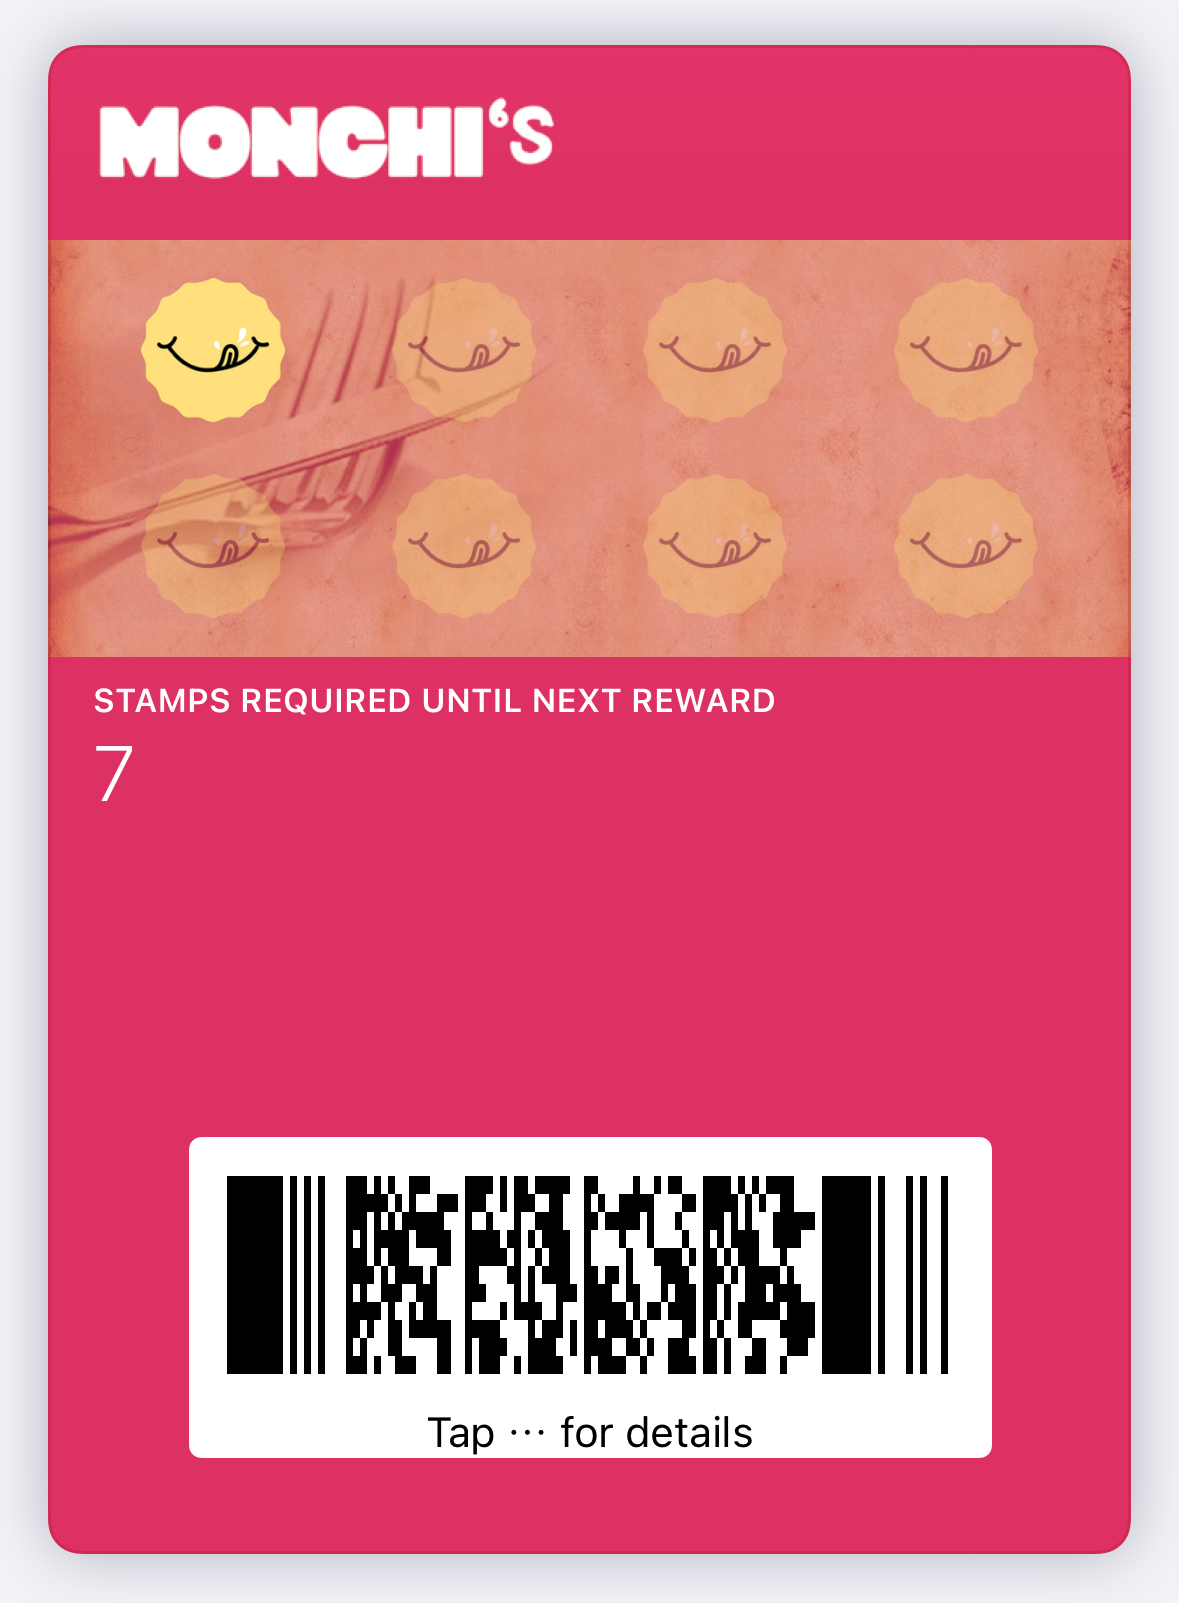 MONCHI‘S
STAMPS REQUIRED UNTIL NEXT REWARD
7
Tap ··· for details